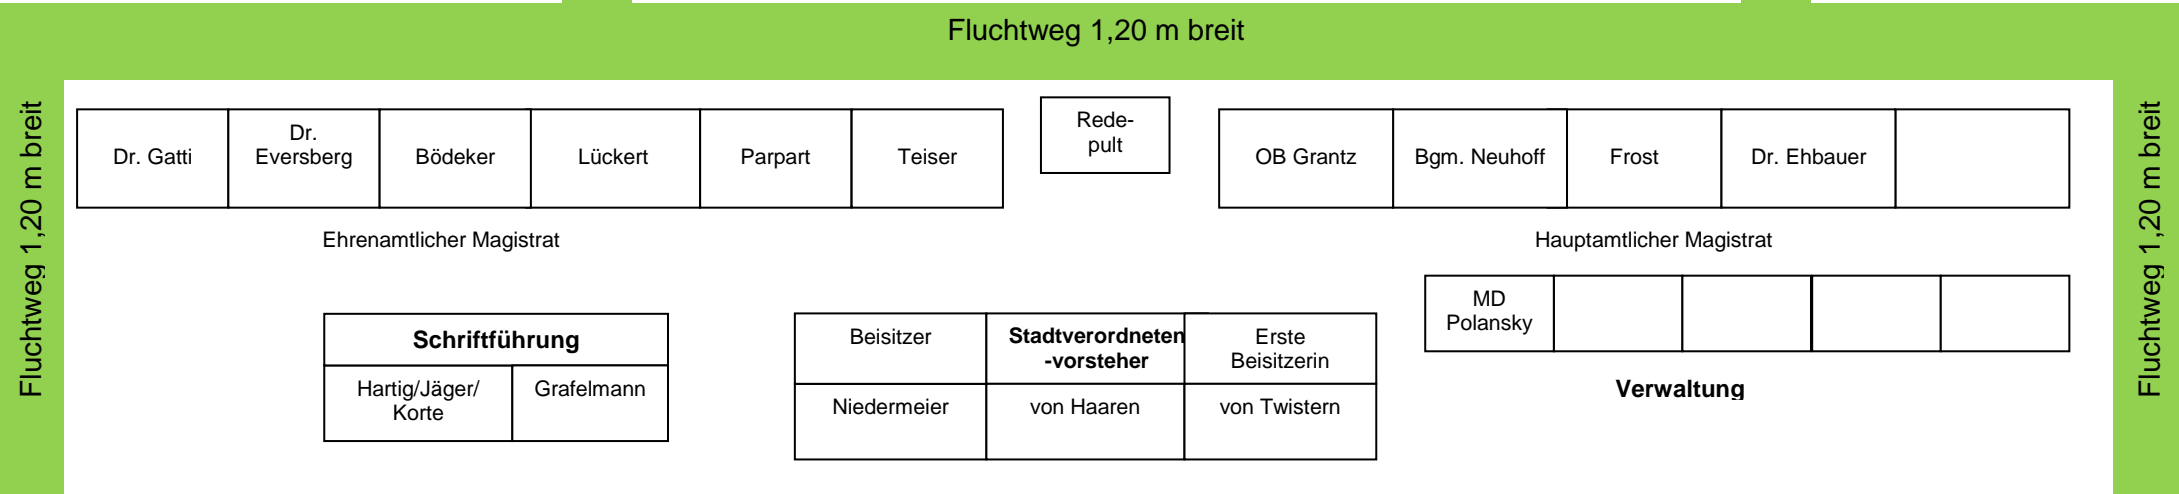 Fluchtweg 1,20 m breit
Fluchtweg 1,20 m breit
Fluchtweg 1,20 m breit
Dr. Gatti
Dr.
Eversberg
Bödeker
Lückert
Parpart
Teiser
Rede-
pult
OB Grantz
Bgm. Neuhoff
Frost
Dr. Ehbauer
Ehrenamtlicher Magistrat
Hauptamtlicher Magistrat
MD
Polansky
Verwaltung
Schriftführung
Hartig/Jäger/
Korte
Grafelmann
Beisitzer
Stadtverordneten
-vorsteher
Erste
Beisitzerin
Niedermeier
von Haaren
von Twistern